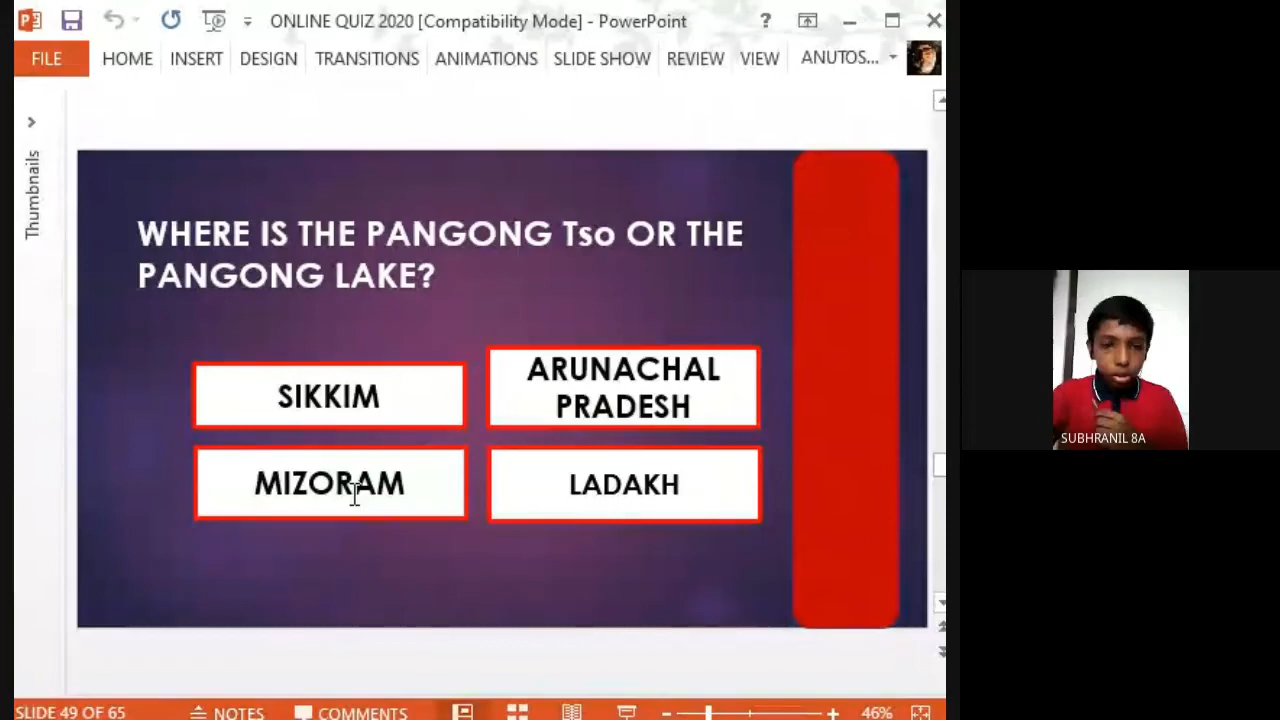 ONLINE QUIZ 2020 [Compatibility Mode] - PowerPoint
?
FILE HOME INSERT DESIGN TRANSITIONS ANIMATIONS SLIDE SHOW REVIEW VIEW ANUTOS...
Thumbnails
WHERE IS THE PANGONG Tso OR THE
PANGONG LAKE?
SIKKIM
ARUNACHAL
PRADESH
MIZORAM
LADAKH
SUBHRANIL 8A
SLIDE 49 OF 65 NOTES COMMENTS 46%